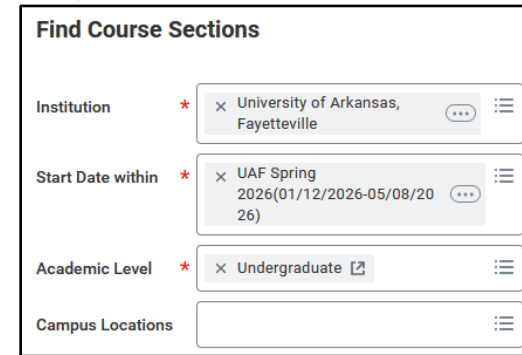 Find Course Sections
Institution * × University of Arkansas,
Fayetteville
Start Date within * × UAF Spring
2026(01/12/2026-05/08/20
26)
Academic Level * × Undergraduate
Campus Locations